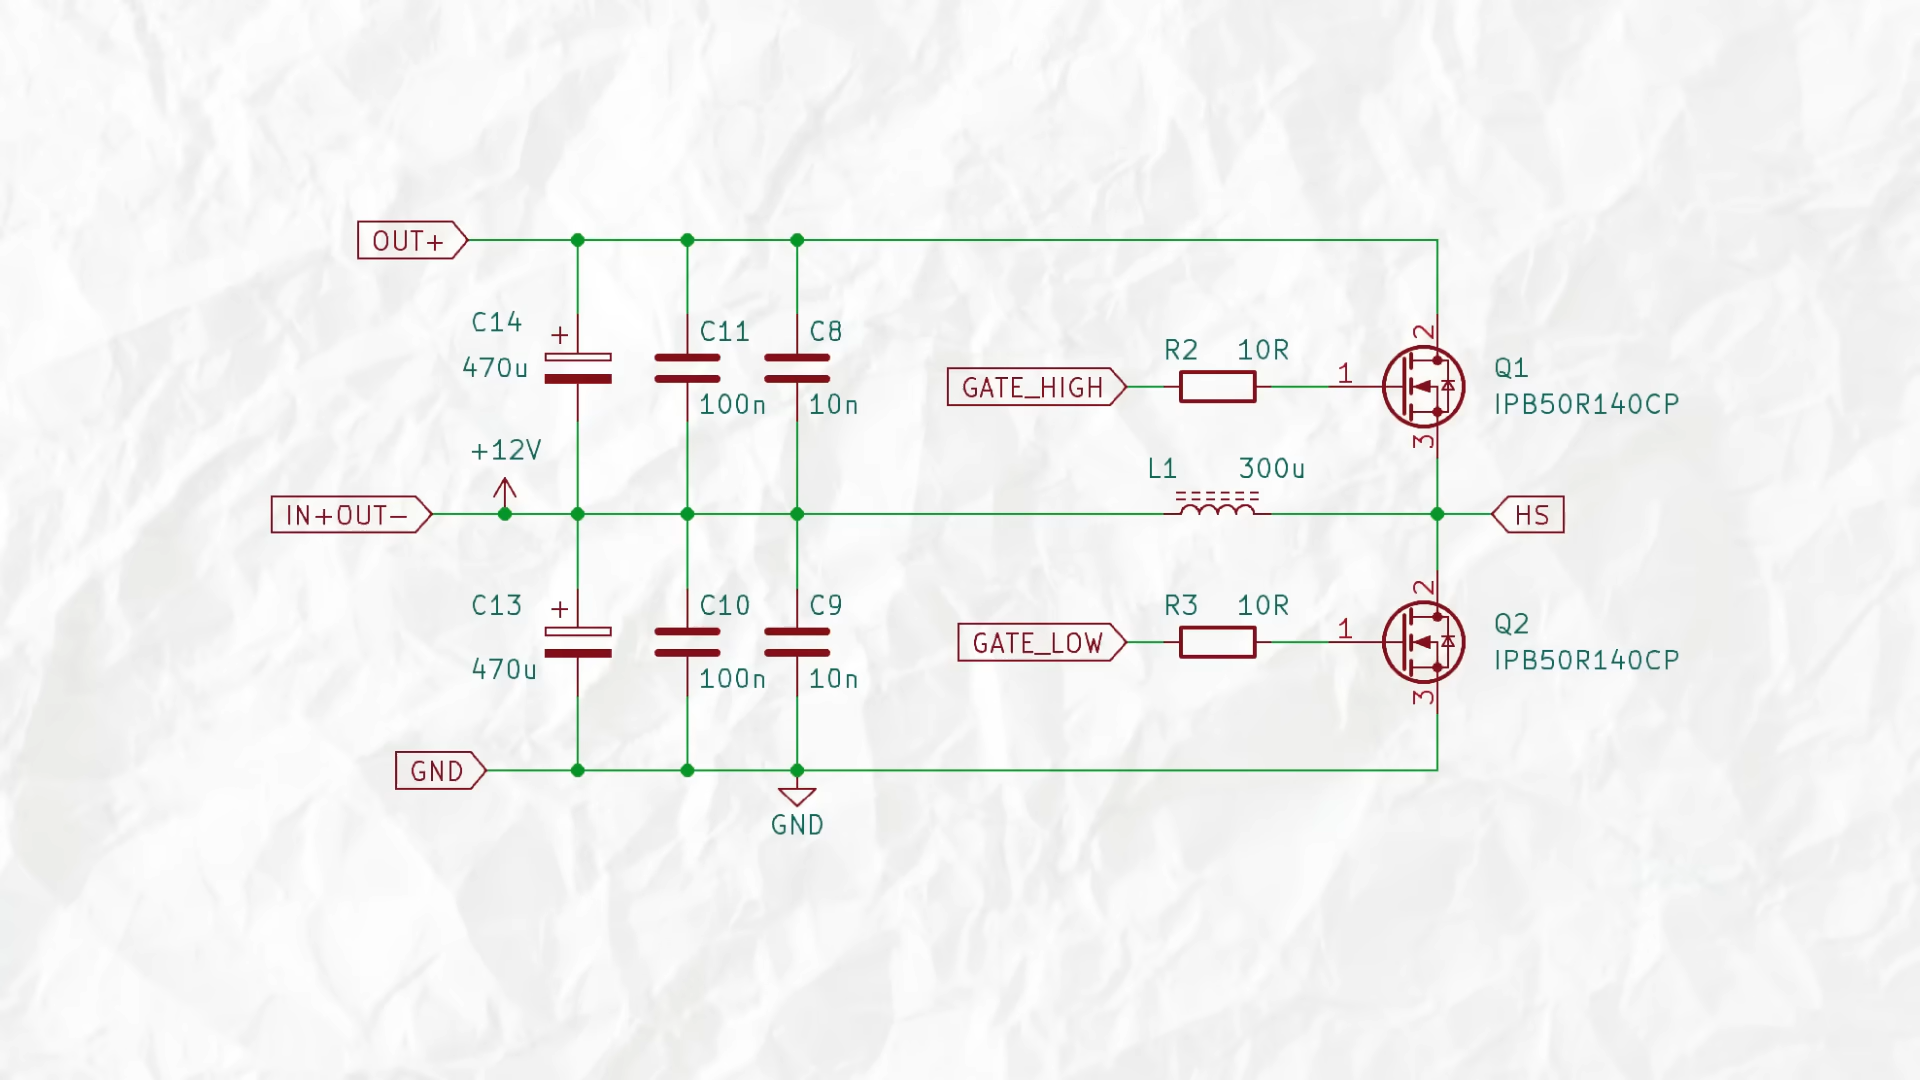 OUT+
C14
470u
+
C11
100n
C8
10n
GATE_HIGH
R2 10R
1
2
3
Q1
IPB50R140CP
+12V
IN+OUT-
L1 300u
HS
C13
470u
+
C10
100n
C9
10n
GATE_LOW
R3 10R
1
2
3
Q2
IPB50R140CP
GND
GND